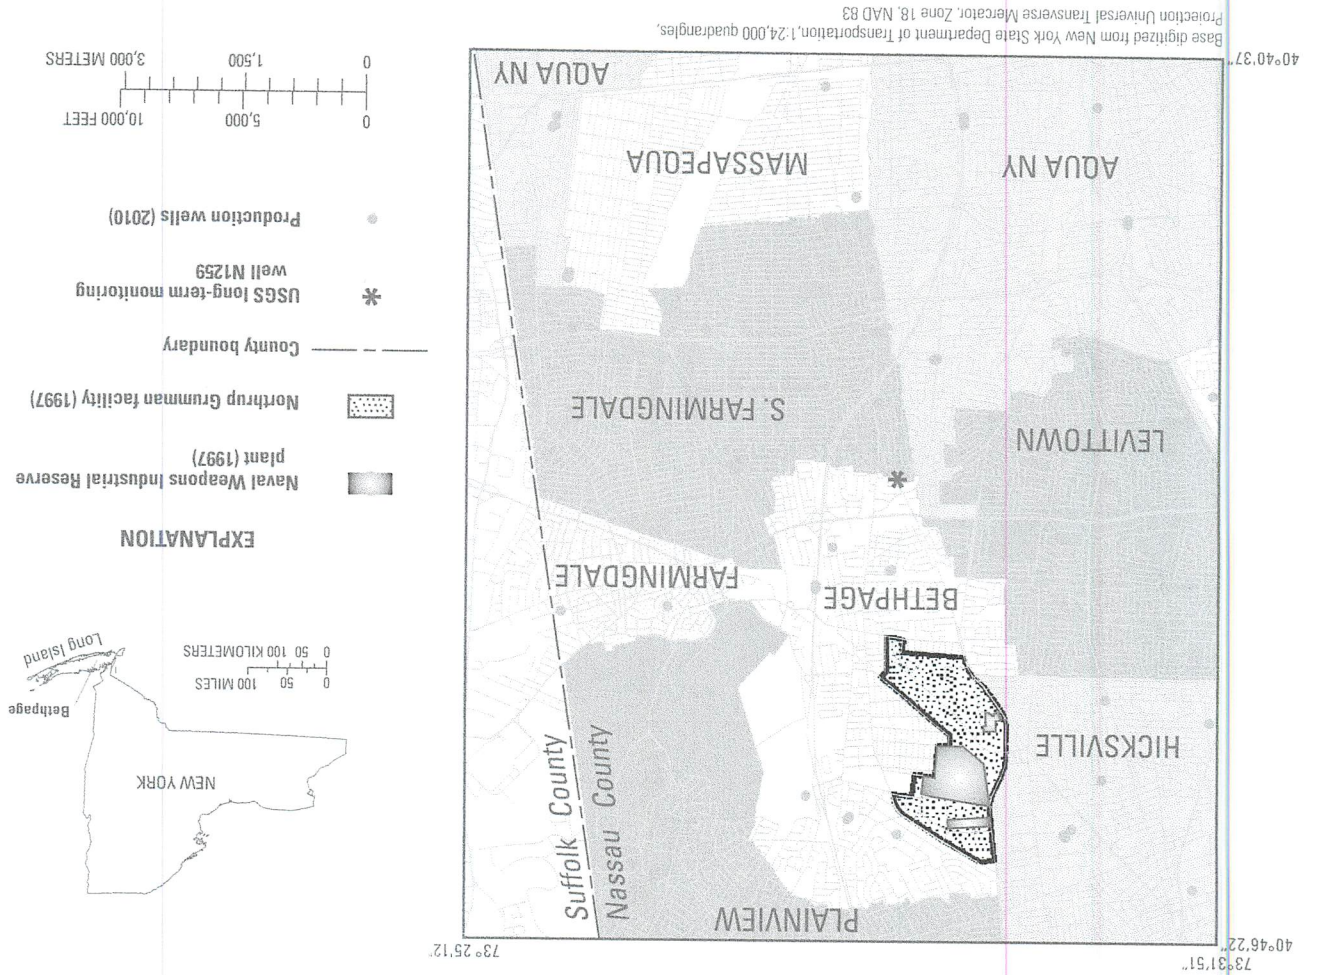 73°31'51"
73°25'12"
40°46'22"
PLAINVIEW
Suffolk County
Nassau County
HICKSVILLE
BETHPAGE
FARMINGDALE
LEVITTOWN
S. FARMINGDALE
AQUA NY
MASSAPEQUA
AQUA NY
40°40'37"
Base digitized from New York State Department of Transportation,1:24,000 quadrangles,
Projection Universal Transverse Mercator, Zone 18, NAD 83
NEW YORK
Bethpage
Long Island
0 50 100 MILES
0 50 100 KILOMETERS
EXPLANATION
Naval Weapons Industrial Reserve
plant (1997)
Northrup Grumman facility (1997)
County boundary
USGS long-term monitoring
well N1259
Production wells (2010)
0 5,000 10,000 FEET
0 1,500 3,000 METERS